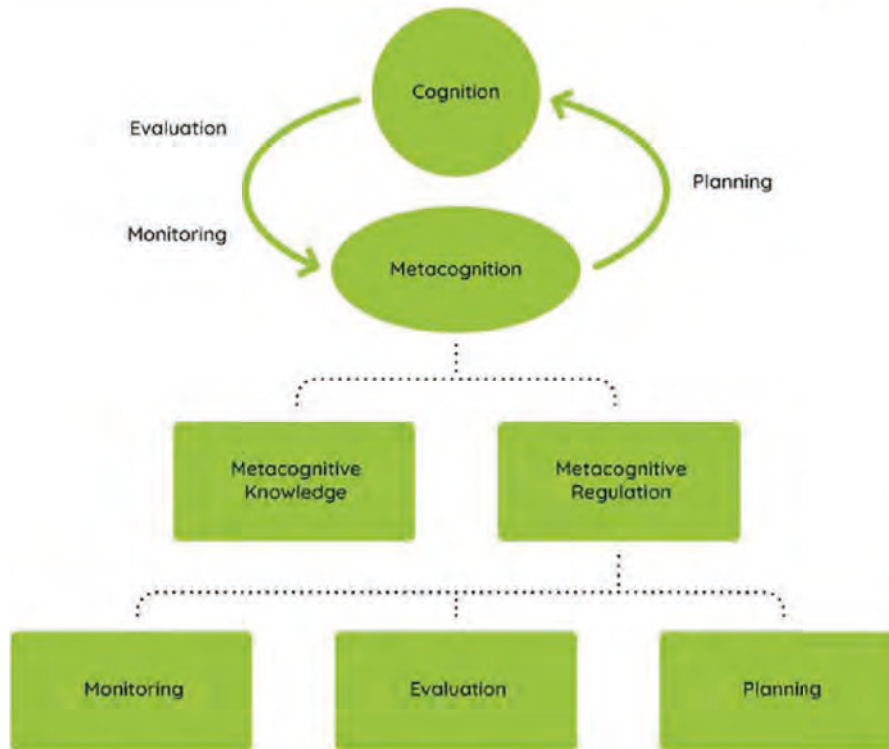 Cognition
Evaluation
Planning
Monitoring
Metacognition
Metacognitive
Knowledge
Metacognitive
Regulation
Monitoring
Evaluation
Planning